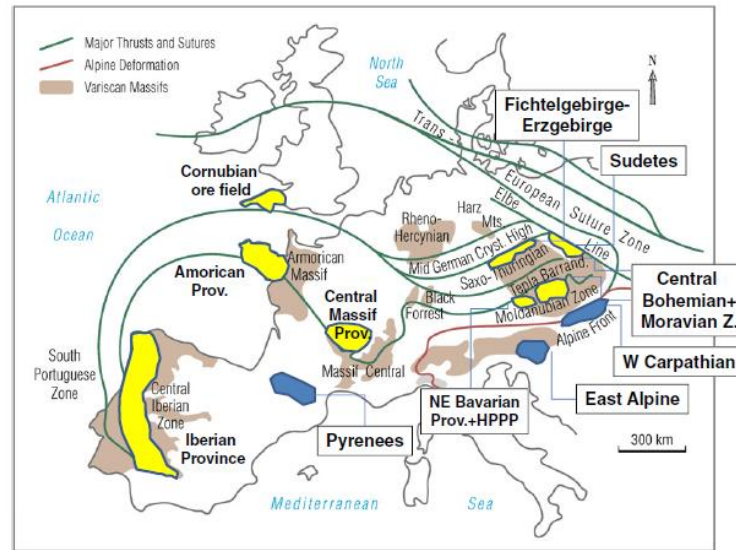 Major Thrusts and Sutures
Alpine Deformation
Variscan Massifs
North
Sea
N
Fichtelgebirge-
Erzgebirge
Sudetes
Trans -
European Suture Zone
Elbe
Line
Cornubian
ore field
Atlantic
Ocean
Rheno-
Hercynian
Harz
Mts.
Mid German Cryst. High
Saxo-Thuringian
Tepla Barrand.
Moldanubian Zone
Armorican
Massif
Amorican
Prov.
Central
Massif
Prov.
Black
Forrest
Central
Bohemian+
Moravian Z.
Alpine Front
W Carpathian
South
Portuguese
Zone
Central
Iberian
Zone
Massif Central
Iberian
Province
Pyrenees
NE Bavarian
Prov.+HPPP
East Alpine
300 km
Mediterranean Sea